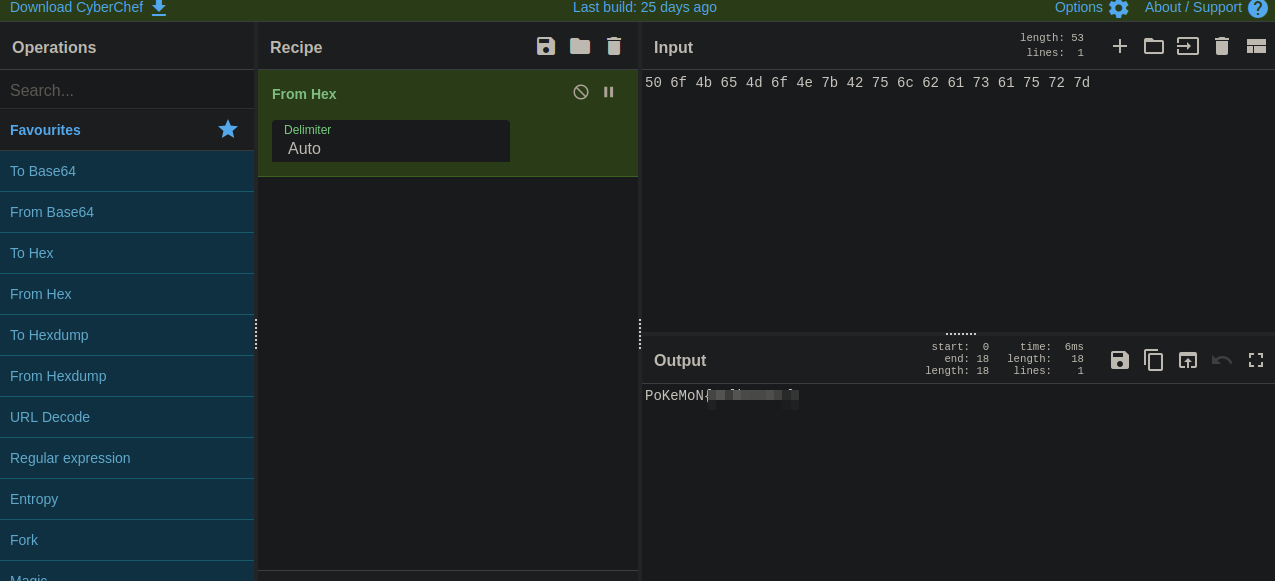 Download CyberChef
Last build: 25 days ago
Options
About / Support
Operations
Search...
Favourites
To Base64
From Base64
To Hex
From Hex
To Hexdump
From Hexdump
URL Decode
Regular expression
Entropy
Fork
Magic
Recipe
From Hex
Delimiter
Auto
Input
length: 53
lines: 1
50 6f 4b 65 4d 6f 4e 7b 42 75 6c 62 61 73 61 75 72 7d
Output
start: 0 time: 6ms
end: 18 length: 18
length: 18 lines: 1
PoKeMoN{